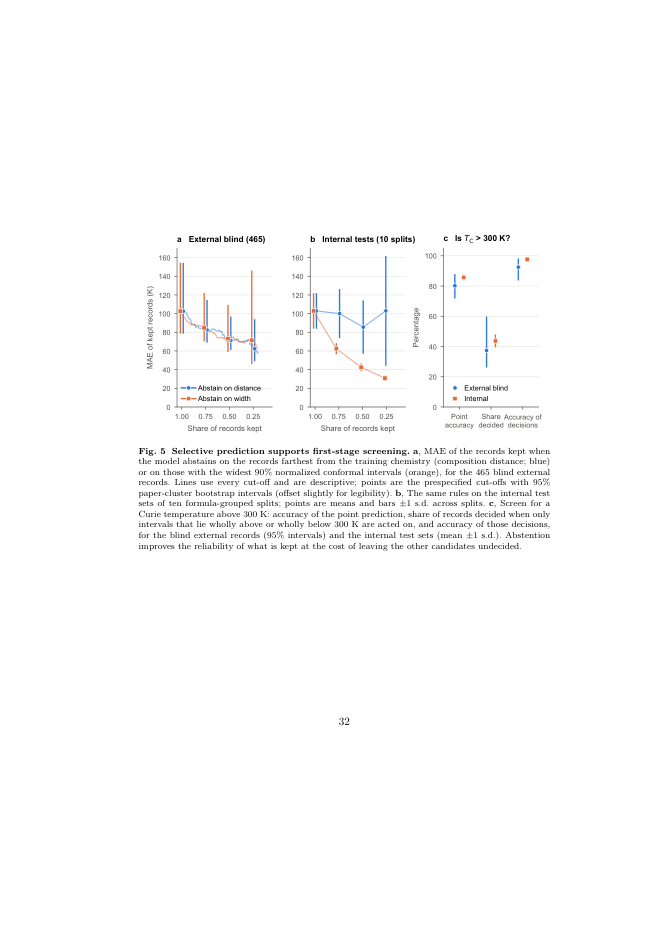 a External blind (465)
MAE of kept records (K)
160
140
120
100
80
60
40
20
0
Abstain on distance
Abstain on width
1.00 0.75 0.50 0.25
Share of records kept
b Internal tests (10 splits)
160
140
120
100
80
60
40
20
0
1.00 0.75 0.50 0.25
Share of records kept
c Is TC > 300 K?
Percentage
100
80
60
40
20
0
External blind
Internal
Point accuracy
Share decided
Accuracy of decisions
Fig. 5 Selective prediction supports first-stage screening. a, MAE of the records kept when
the model abstains on the records farthest from the training chemistry (composition distance; blue)
or on those with the widest 90% normalized conformal intervals (orange), for the 465 blind external
records. Lines use every cut-off and are descriptive; points are the prespecified cut-offs with 95%
paper-cluster bootstrap intervals (offset slightly for legibility). b, The same rules on the internal test
sets of ten formula-grouped splits; points are means and bars ±1 s.d. across splits. c, Screen for a
Curie temperature above 300 K: accuracy of the point prediction, share of records decided when only
intervals that lie wholly above or wholly below 300 K are acted on, and accuracy of those decisions,
for the blind external records (95% intervals) and the internal test sets (mean ±1 s.d.). Abstention
improves the reliability of what is kept at the cost of leaving the other candidates undecided.
32